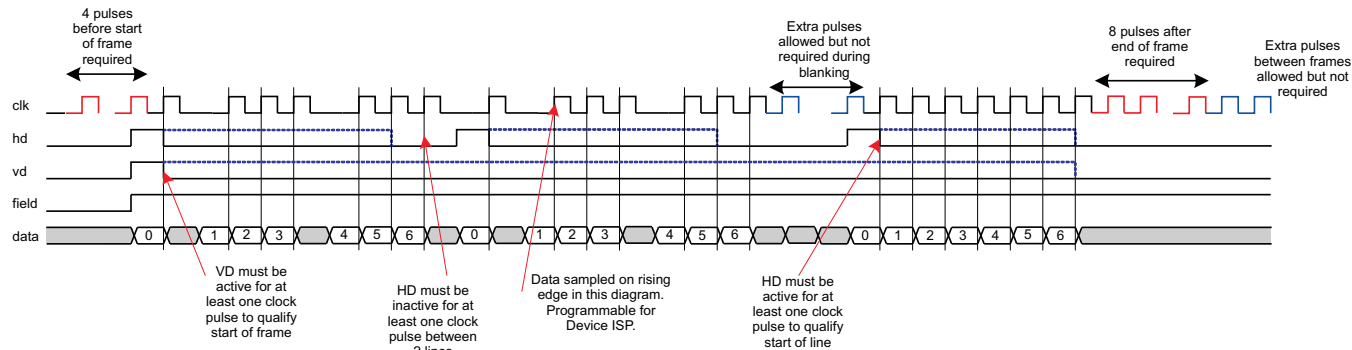 4 pulses
before start
of frame
required
Extra pulses
allowed but not
required during
blanking
8 pulses after
end of frame
required
Extra pulses
between frames
allowed but not
required
clk
hd
vd
field
data
0 1 2 3 4 5 6 0 1 2 3 4 5 6 0 1 2 3 4 5 6
VD must be
active for at
least one clock
pulse to qualify
start of frame
HD must be
inactive for at
least one clock
pulse between
2 lines
Data sampled on rising
edge in this diagram.
Programmable for
Device ISP.
HD must be
active for at
least one clock
pulse to qualify
start of line